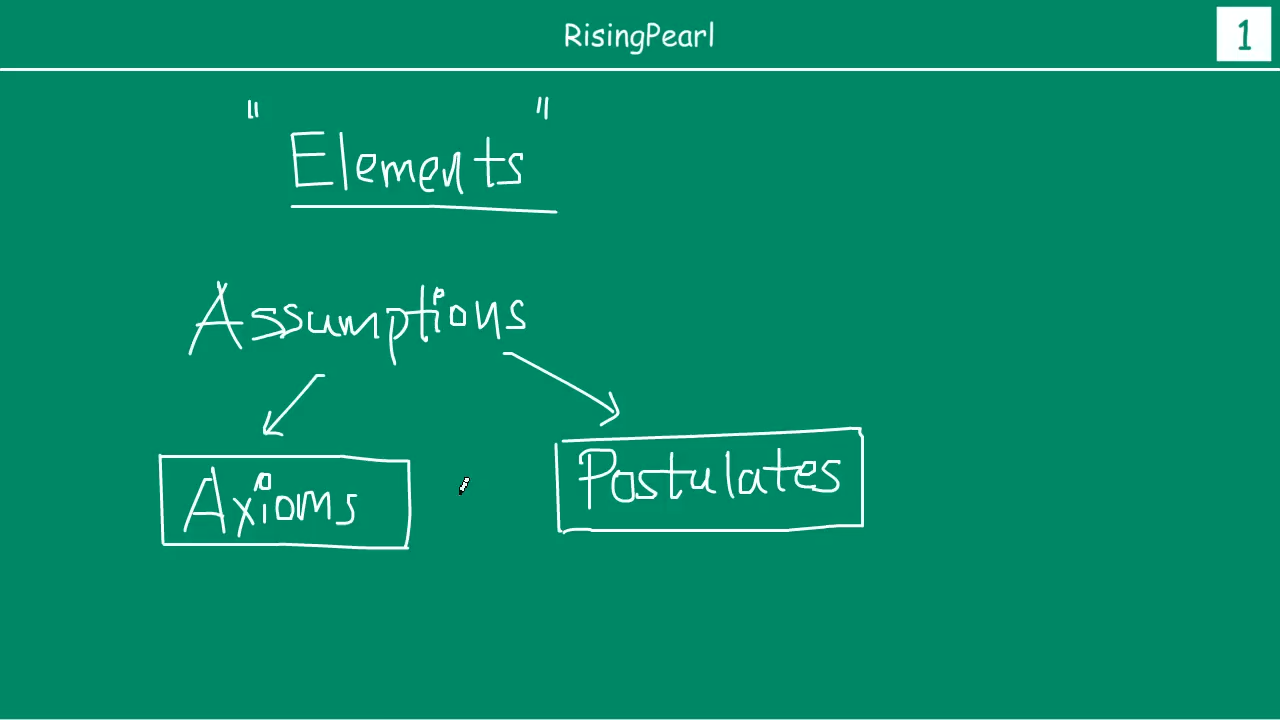 RisingPearl
1
"Elements"
Assumptions
Axioms
Postulates